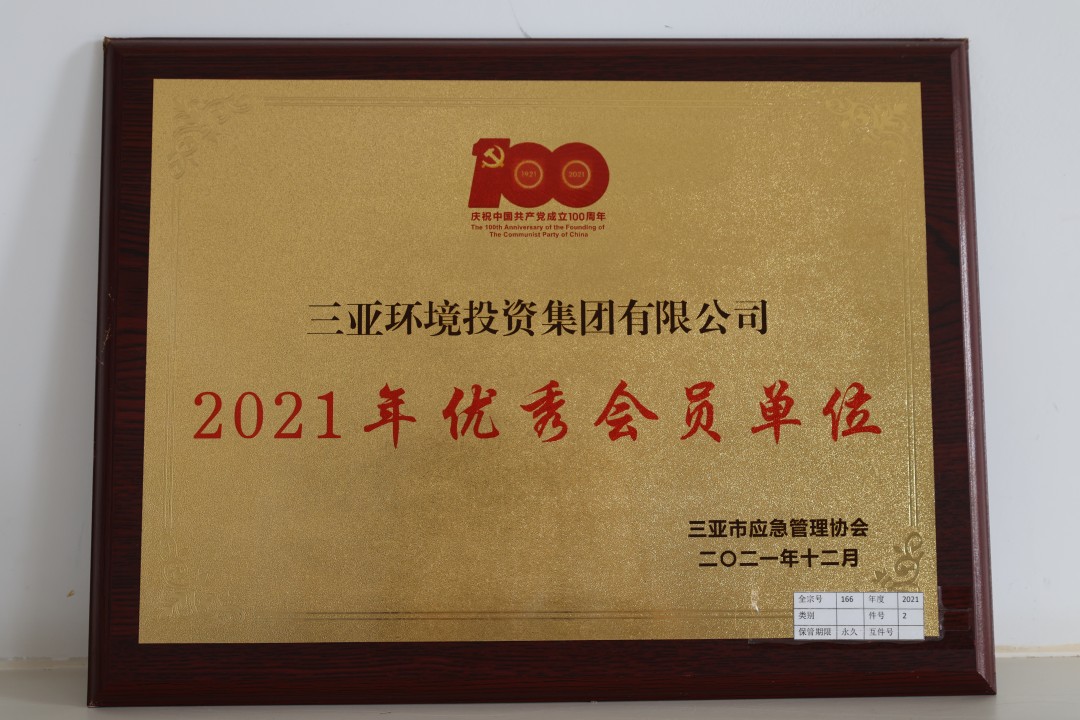 100
1921 2021
庆祝中国共产党成立100周年
The 100th Anniversary of the Founding of
The Communist Party of China
三亚环境投资集团有限公司
2021年优秀会员单位
三亚市应急管理协会
二〇二一年十二月
全宗号 166 年度 2021
类别 件号 2
保管期限 永久 互件号